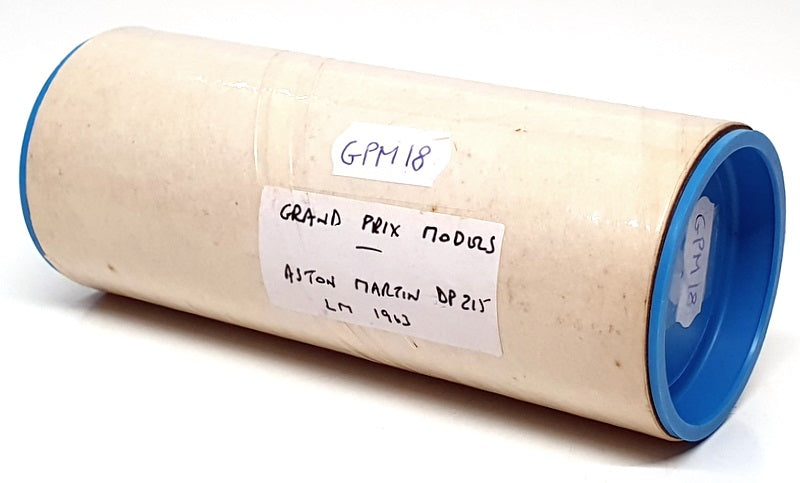 GPM18
GRAND PRIX MODELS
—
ASTON MARTIN DP215
LM 1963
GPM18